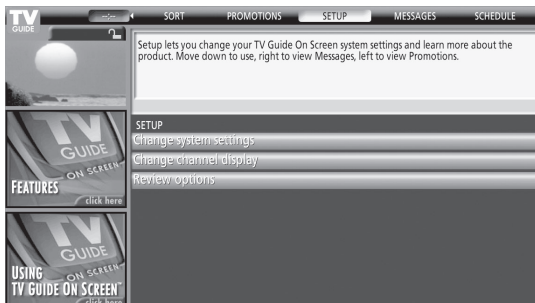 TV
GUIDE
--:--
SORT PROMOTIONS SETUP MESSAGES SCHEDULE
Setup lets you change your TV Guide On Screen system settings and learn more about the
product. Move down to use, right to view Messages, left to view Promotions.
SETUP
Change system settings
Change channel display
Review options
TV
GUIDE
ON SCREEN
FEATURES
click here
TV
GUIDE
ON SCREEN
USING
TV GUIDE ON SCREEN™
click here